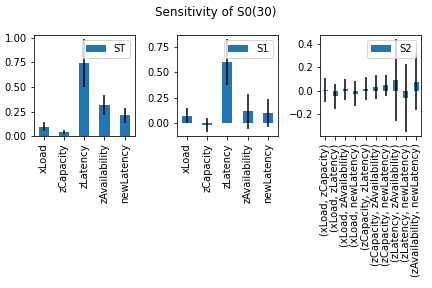 Sensitivity of S0(30)
1.00
0.75
0.50
0.25
0.00
ST
xLoad
zCapacity
zLatency
zAvailability
newLatency
0.75
0.50
0.25
0.00
S1
xLoad
zCapacity
zLatency
zAvailability
newLatency
0.4
0.2
0.0
−0.2
S2
(xLoad, zCapacity)
(xLoad, zLatency)
(xLoad, zAvailability)
(xLoad, newLatency)
(zCapacity, zLatency)
(zCapacity, zAvailability)
(zCapacity, newLatency)
(zLatency, zAvailability)
(zLatency, newLatency)
(zAvailability, newLatency)